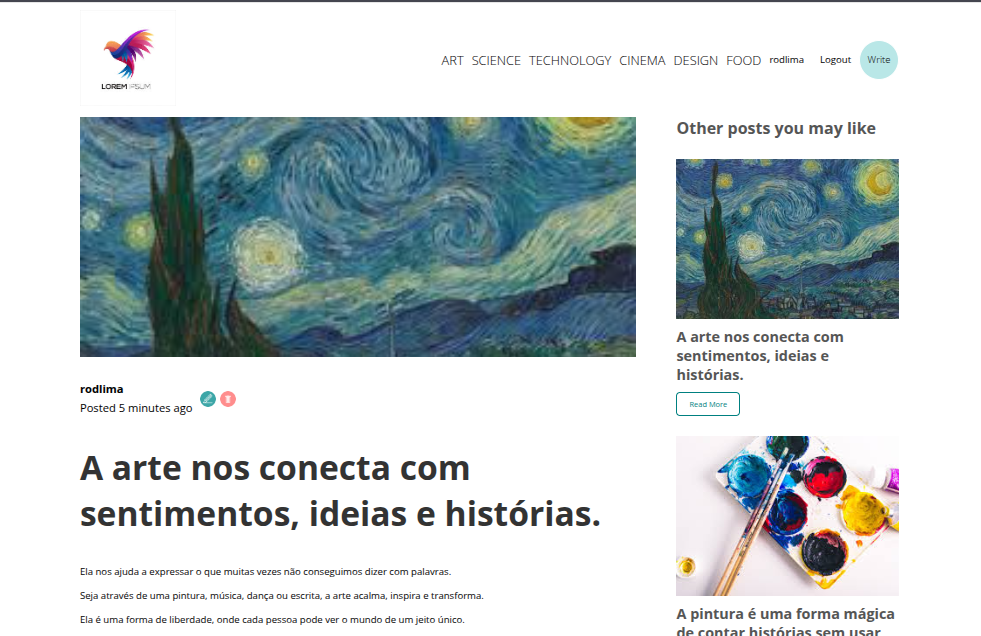 LOREM IPSUM
ART SCIENCE TECHNOLOGY CINEMA DESIGN FOOD rodlima Logout Write
rodlima
Posted 5 minutes ago
A arte nos conecta com
sentimentos, ideias e histórias.
Ela nos ajuda a expressar o que muitas vezes não conseguimos dizer com palavras.
Seja através de uma pintura, música, dança ou escrita, a arte acalma, inspira e transforma.
Ela é uma forma de liberdade, onde cada pessoa pode ver o mundo de um jeito único.
Other posts you may like
A arte nos conecta com
sentimentos, ideias e
histórias.
Read More
A pintura é uma forma mágica
de contar histórias sem usar